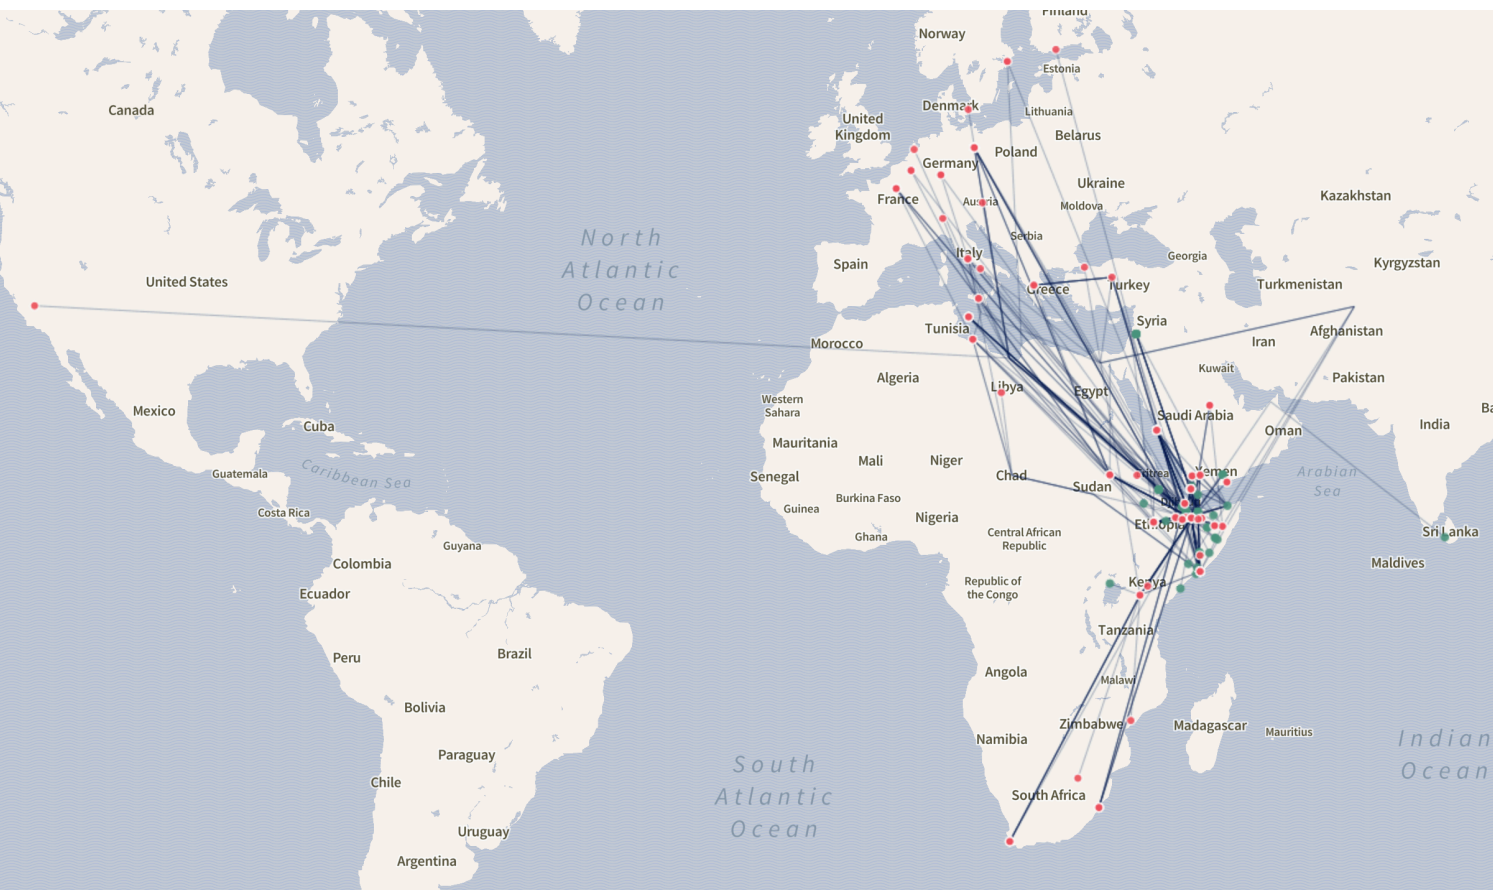 Finland
Norway
Estonia
Canada
Denmark
Lithuania
United
Kingdom
Belarus
Poland
Germany
Ukraine
Kazakhstan
France
Austria
Moldova
North
Atlantic
Ocean
Serbia
Italy
Georgia
Kyrgyzstan
Spain
United States
Greece
Turkey
Turkmenistan
Syria
Tunisia
Afghanistan
Morocco
Iran
Kuwait
Algeria
Libya
Egypt
Pakistan
Western
Sahara
Mexico
Saudi Arabia
India
Cuba
Oman
Mauritania
Mali
Niger
Caribbean Sea
Guatemala
Senegal
Chad
Eritrea
Yemen
Arabian
Sea
Sudan
Burkina Faso
Costa Rica
Guinea
Nigeria
Ethiopia
Ghana
Central African
Republic
Sri Lanka
Guyana
Colombia
Maldives
Republic of
the Congo
Kenya
Ecuador
Tanzania
Peru
Brazil
Angola
Malawi
Bolivia
Zimbabwe
Madagascar
Mauritius
Namibia
Indian
Ocean
Paraguay
South
Atlantic
Ocean
Chile
South Africa
Uruguay
Argentina